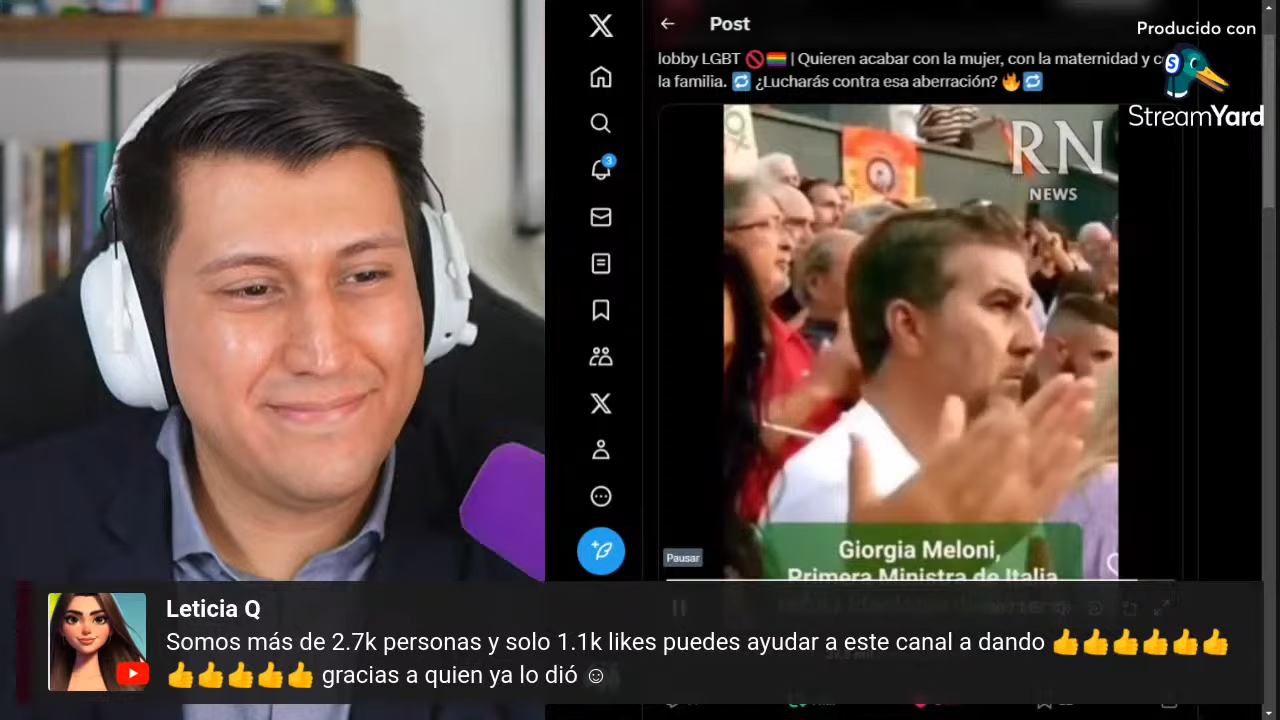 Post
Producido con
StreamYard
lobby LGBT 🚫🏳️‍🌈 | Quieren acabar con la mujer, con la maternidad y c
la familia. 🔁 ¿Lucharás contra esa aberración? 🔥🔁
3
RN
NEWS
Pausar
Giorgia Meloni,
Primera Ministra de Italia
Leticia Q
Somos más de 2.7k personas y solo 1.1k likes puedes ayudar a este canal a dando 👍👍👍👍👍👍
👍👍👍👍👍 gracias a quien ya lo dió ☺